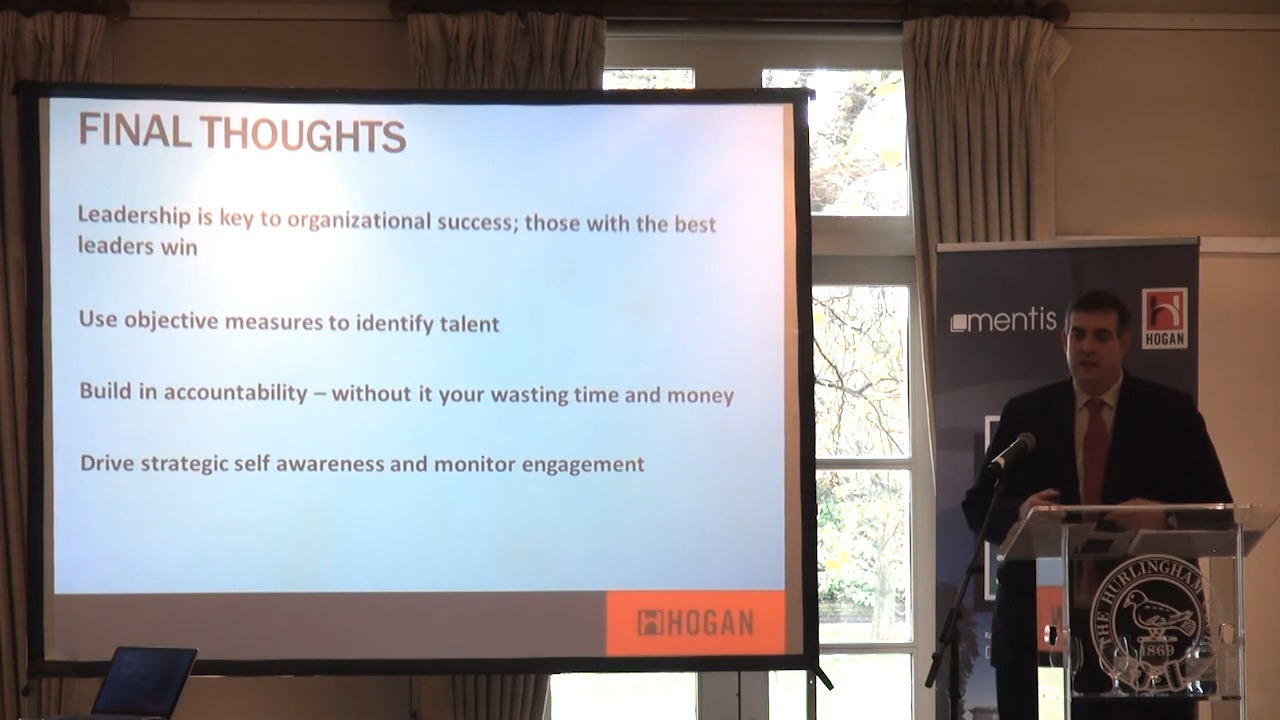 FINAL THOUGHTS
Leadership is key to organizational success; those with the best
leaders win
Use objective measures to identify talent
Build in accountability – without it your wasting time and money
Drive strategic self awareness and monitor engagement
HOGAN
mentis
HOGAN
THE HURLINGHAM
1869